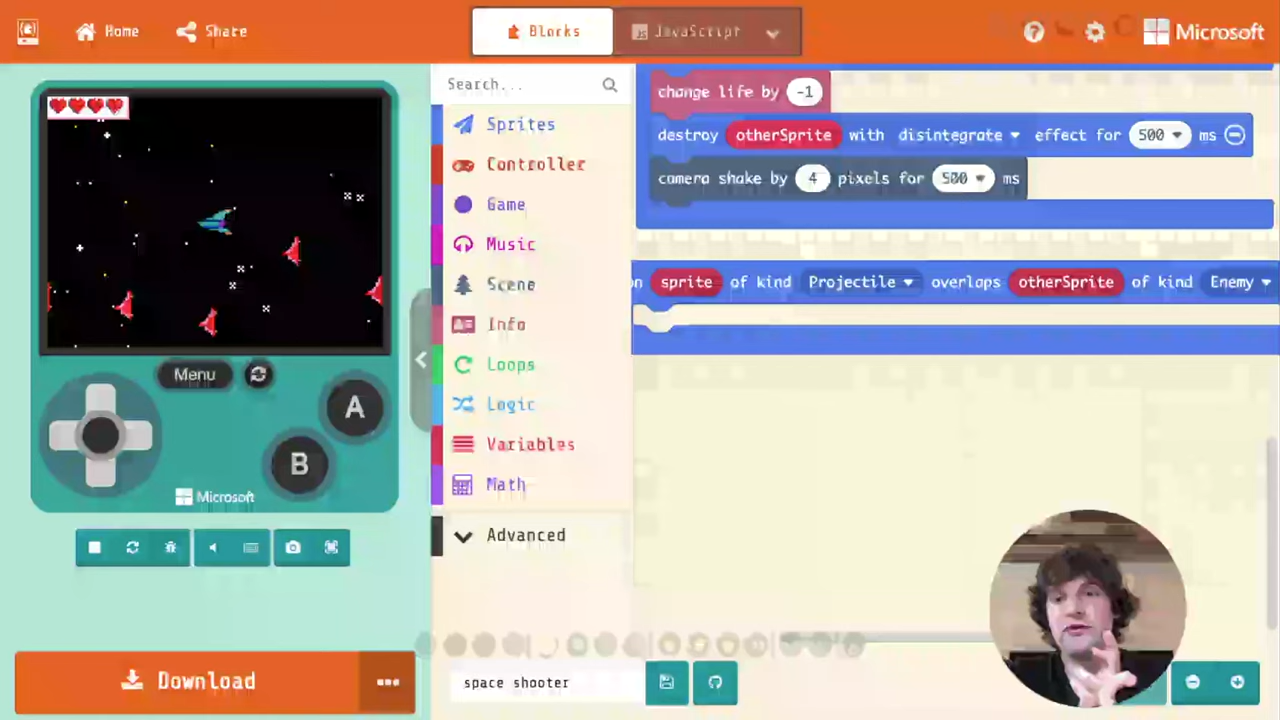 Home
Share
Blocks
JavaScript
Microsoft
Search...
Sprites
Controller
Game
Music
Scene
Info
Loops
Logic
Variables
Math
Advanced
change life by -1
destroy otherSprite with disintegrate effect for 500 ms
camera shake by 4 pixels for 500 ms
on sprite of kind Projectile overlaps otherSprite of kind Enemy
Menu
A
B
Microsoft
Download
space shooter